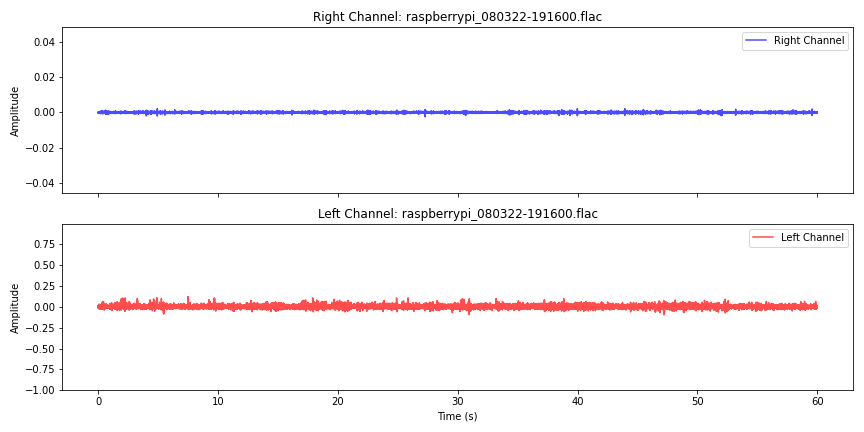 Right Channel: raspberrypi_080322-191600.flac
Right Channel
Amplitude
0.04
0.02
0.00
−0.02
−0.04
Left Channel: raspberrypi_080322-191600.flac
Left Channel
Amplitude
0.75
0.50
0.25
0.00
−0.25
−0.50
−0.75
−1.00
0 10 20 30 40 50 60
Time (s)